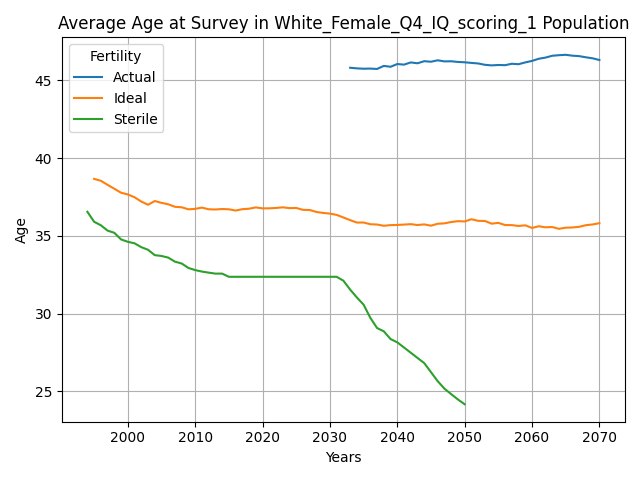 Average Age at Survey in White_Female_Q4_IQ_scoring_1 Population
Fertility
Actual
Ideal
Sterile
45
40
35
30
25
Age
2000 2010 2020 2030 2040 2050 2060 2070
Years